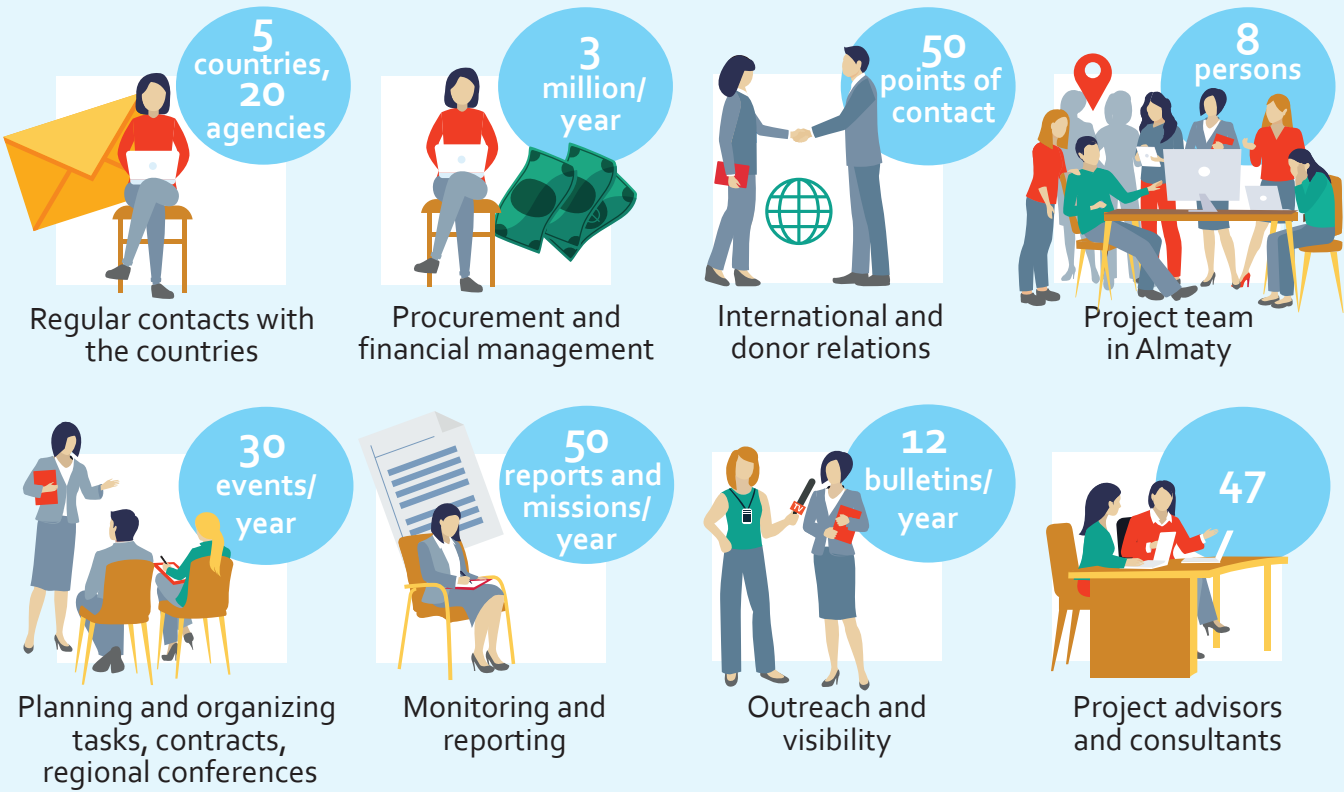 5
countries,
20
agencies
Regular contacts with
the countries
3
million/
year
Procurement and
financial management
50
points of
contact
International and
donor relations
8
persons
Project team
in Almaty
30
events/
year
Planning and organizing
tasks, contracts,
regional conferences
50
reports and
missions/
year
Monitoring and
reporting
12
bulletins/
year
TV
Outreach and
visibility
47
Project advisors
and consultants